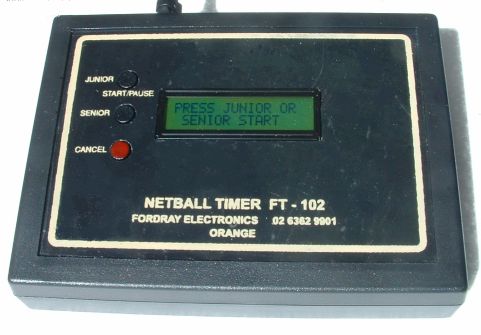 JUNIOR
START/PAUSE
SENIOR
CANCEL
PRESS JUNIOR OR
SENIOR START
NETBALL TIMER FT - 102
FORDRAY ELECTRONICS 02 6362 9901
ORANGE